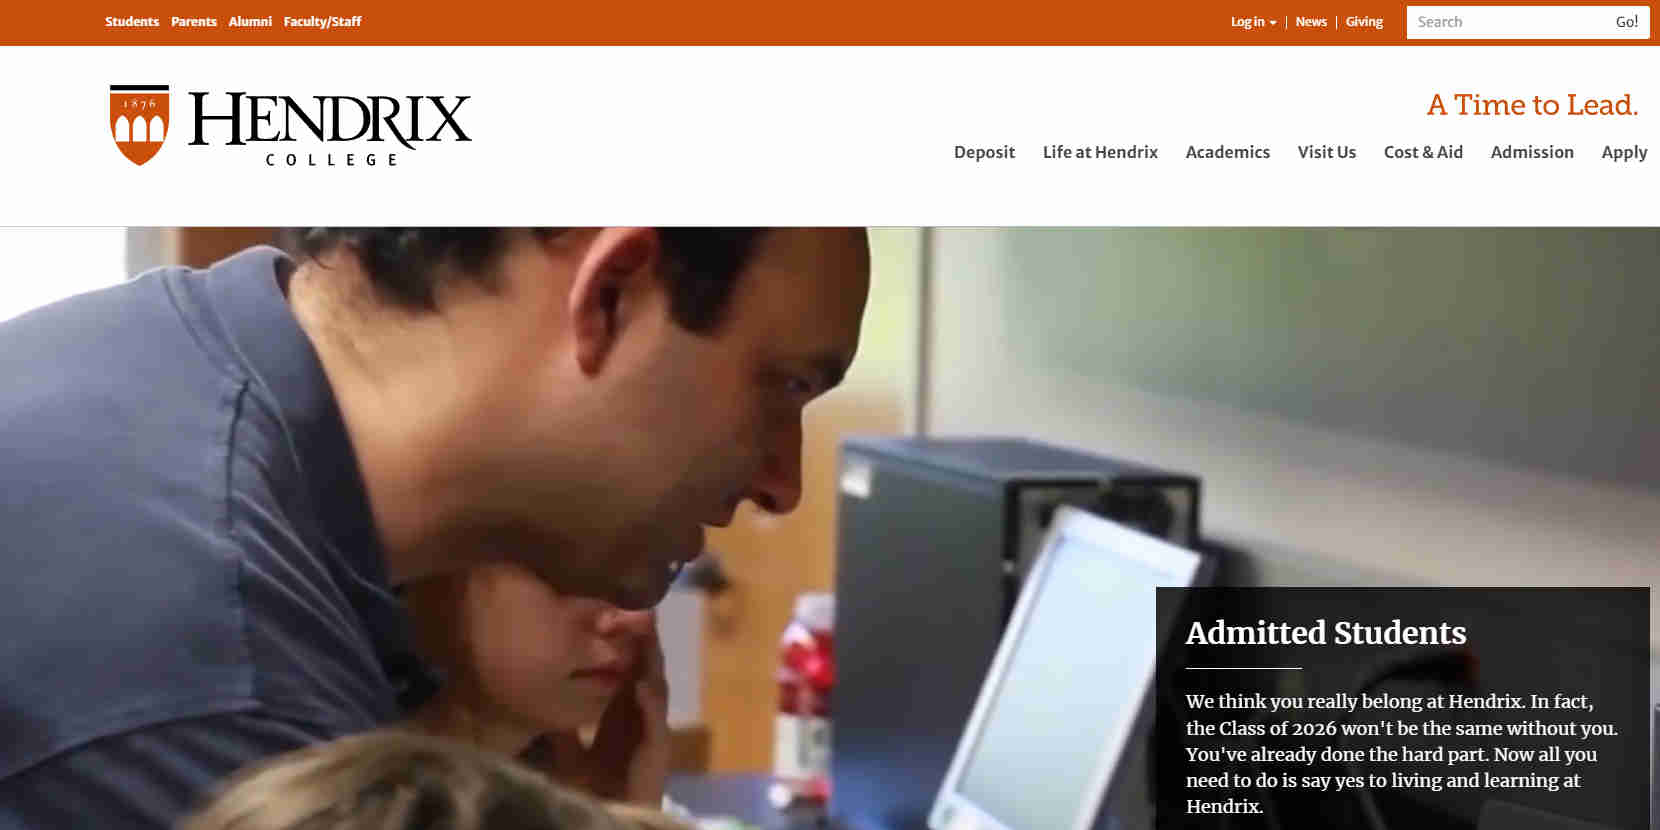 Students Parents Alumni Faculty/Staff
Log in | News | Giving
Search Go!
1876
HENDRIX
COLLEGE
A Time to Lead.
Deposit Life at Hendrix Academics Visit Us Cost & Aid Admission Apply
Admitted Students
We think you really belong at Hendrix. In fact,
the Class of 2026 won't be the same without you.
You've already done the hard part. Now all you
need to do is say yes to living and learning at
Hendrix.